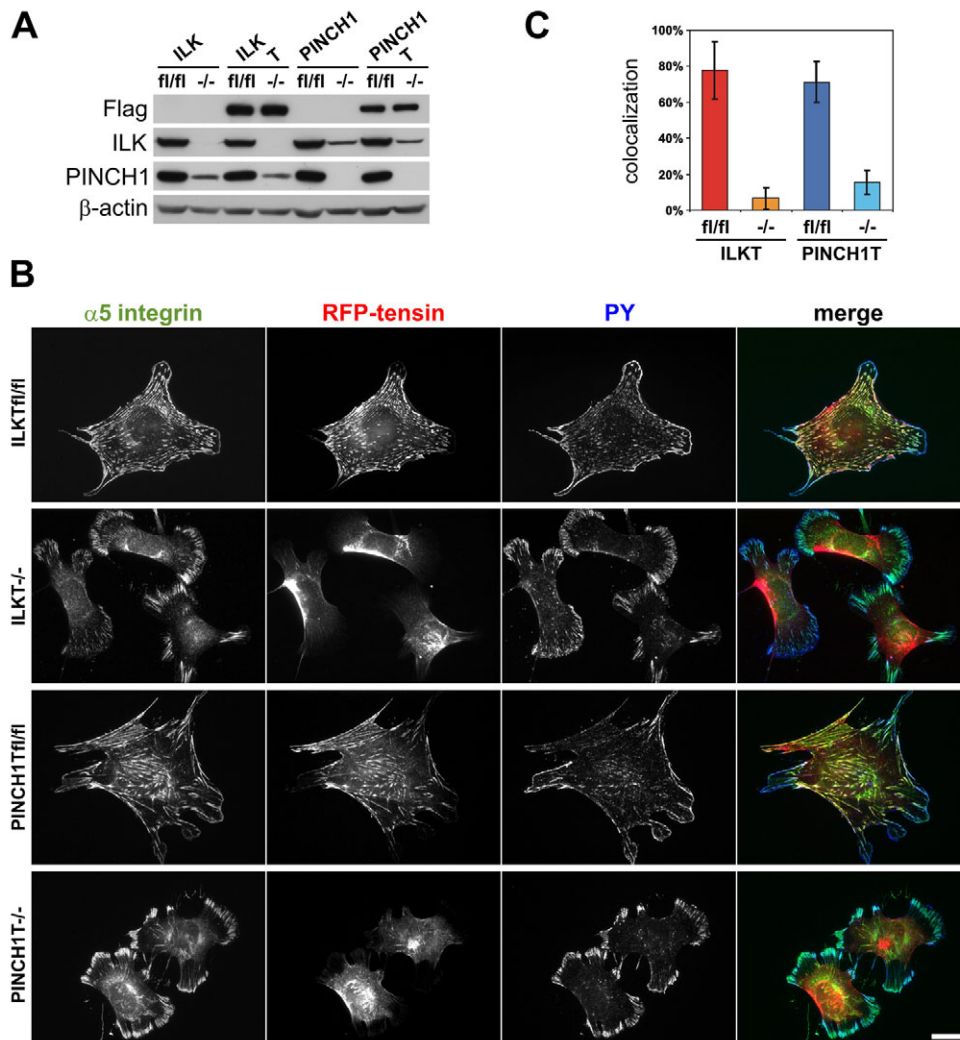 A
ILK
ILK T
PINCH1
PINCH1 T
fl/fl -/- fl/fl -/- fl/fl -/- fl/fl -/-
Flag
ILK
PINCH1
β-actin
C
colocalization
100%
80%
60%
40%
20%
0%
fl/fl -/- fl/fl -/-
ILKT PINCH1T
B
α5 integrin RFP-tensin PY merge
ILKTfl/fl
ILKT-/-
PINCH1Tfl/fl
PINCH1T-/-